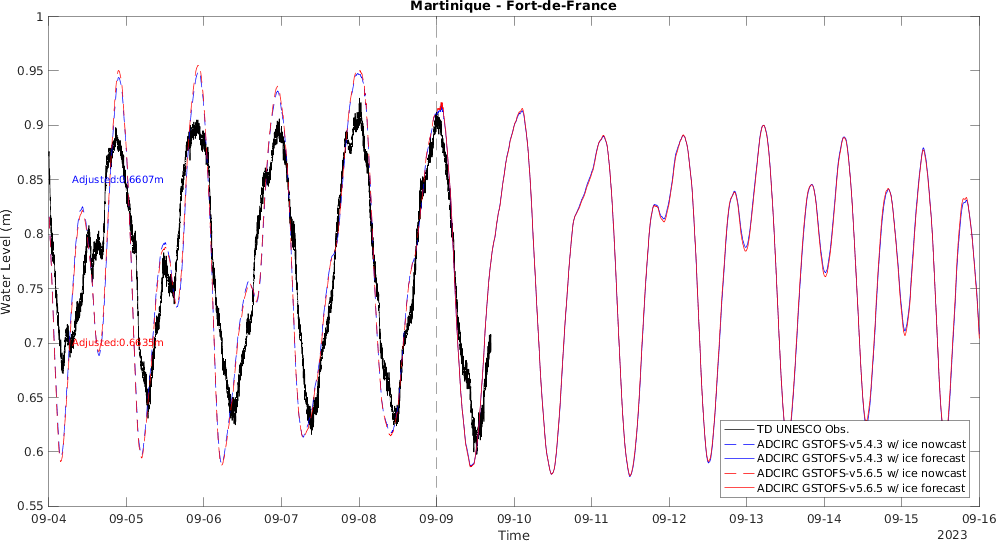 Martinique - Fort-de-France
1
0.95
0.9
0.85
0.8
0.75
0.7
0.65
0.6
0.55
Water Level (m)
Adjusted:0.6607m
Adjusted:0.6635m
TD UNESCO Obs.
ADCIRC GSTOFS-v5.4.3 w/ ice nowcast
ADCIRC GSTOFS-v5.4.3 w/ ice forecast
ADCIRC GSTOFS-v5.6.5 w/ ice nowcast
ADCIRC GSTOFS-v5.6.5 w/ ice forecast
09-04 09-05 09-06 09-07 09-08 09-09 09-10 09-11 09-12 09-13 09-14 09-15 09-16
Time
2023